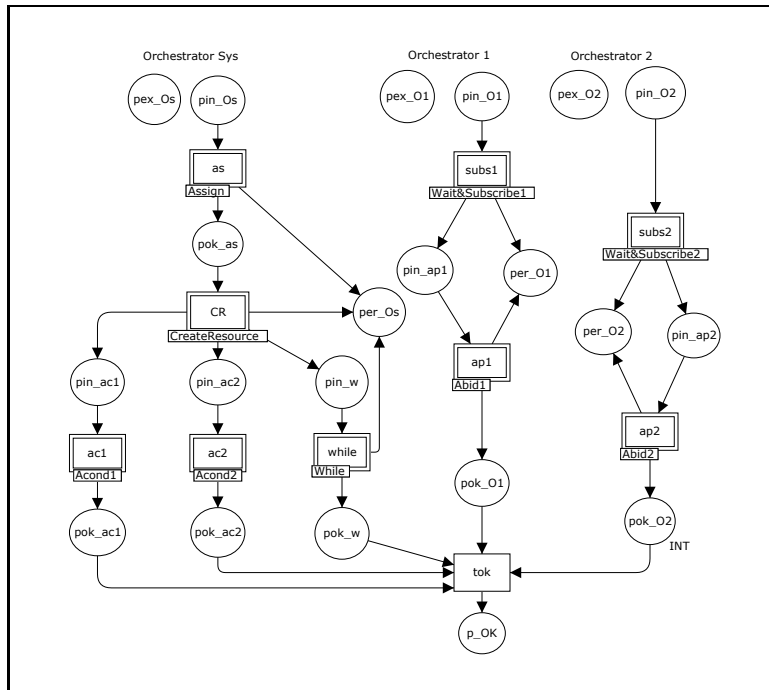 Orchestrator Sys
Orchestrator 1
Orchestrator 2
pex_Os
pin_Os
pex_O1
pin_O1
pex_O2
pin_O2
as
Assign
subs1
Wait&Subscribe1
subs2
Wait&Subscribe2
pok_as
pin_ap1
per_O1
CR
CreateResource
per_Os
per_O2
pin_ap2
ap1
Abid1
pin_ac1
pin_ac2
pin_w
ap2
Abid2
ac1
Acond1
ac2
Acond2
while
While
pok_O1
pok_ac1
pok_ac2
pok_w
pok_O2
INT
tok
p_OK